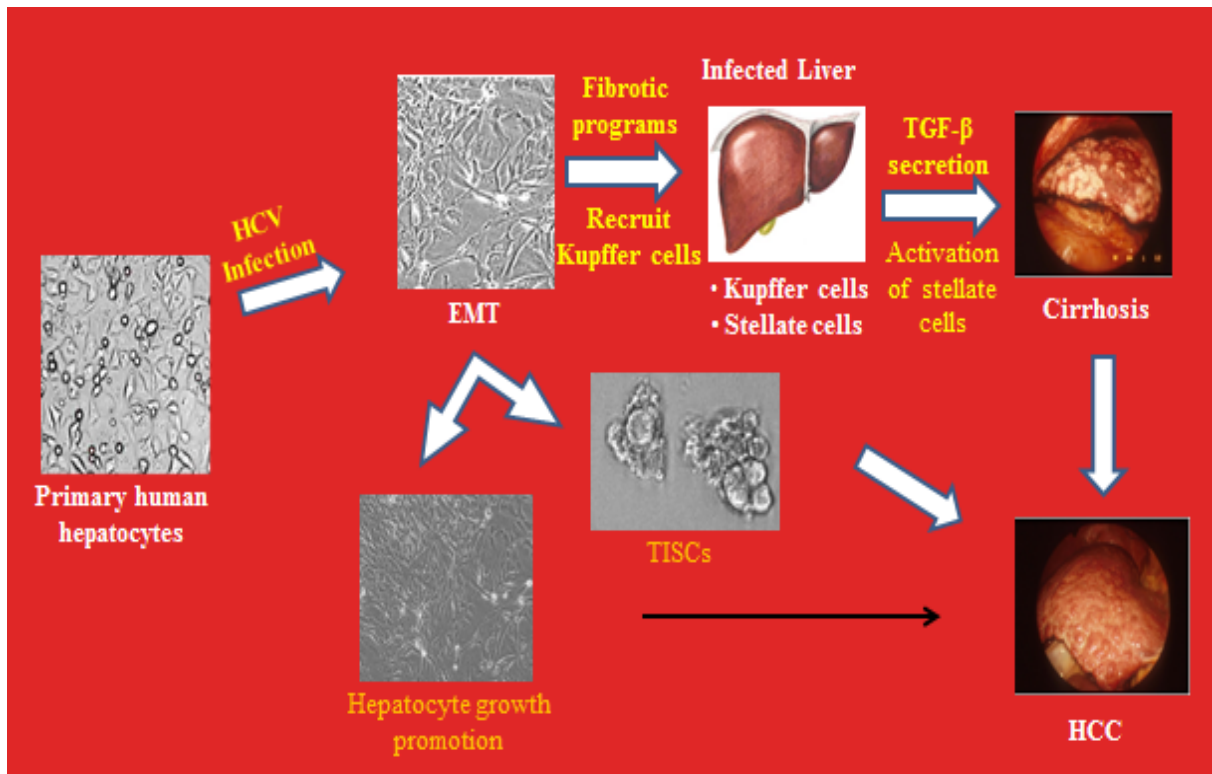 HCV
Infection
Primary human
hepatocytes
EMT
Fibrotic
programs
Recruit
Kupffer cells
Infected Liver
• Kupffer cells
• Stellate cells
TGF-β
secretion
Activation
of stellate
cells
Cirrhosis
TISCs
Hepatocyte growth
promotion
HCC